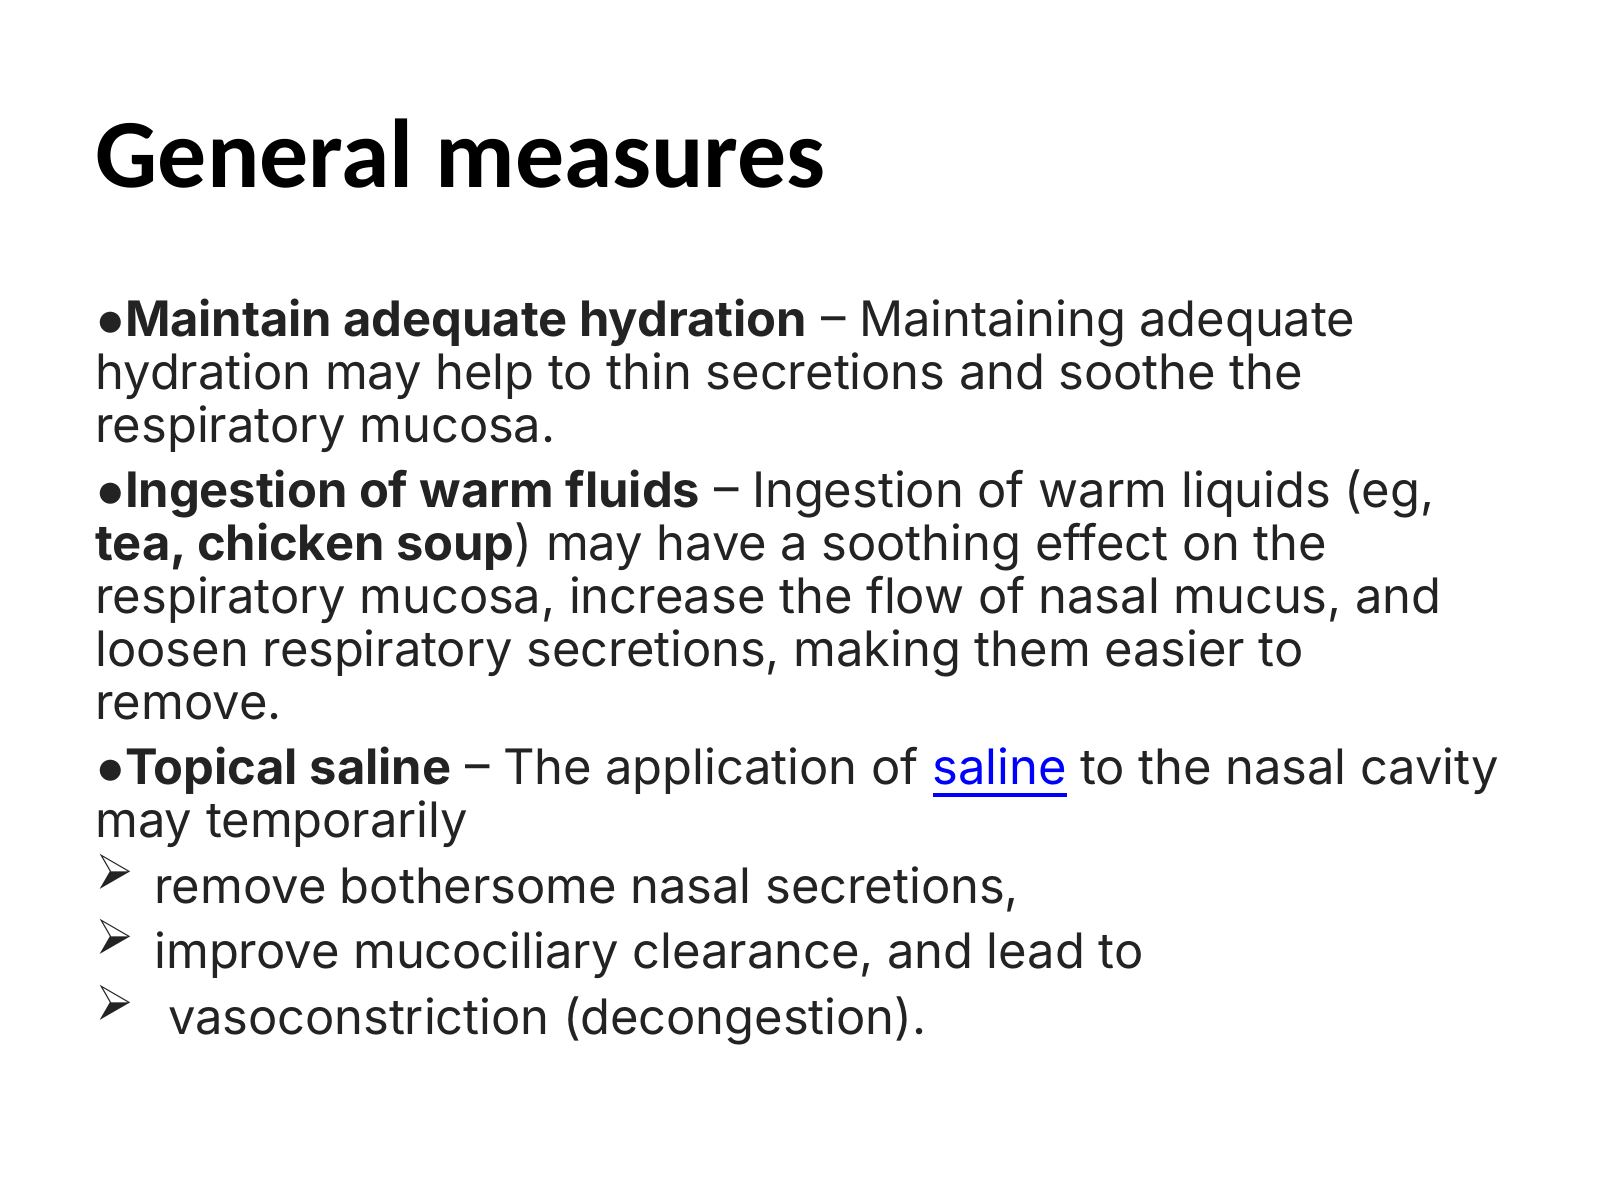 General measures
●Maintain adequate hydration – Maintaining adequate
hydration may help to thin secretions and soothe the
respiratory mucosa.
●Ingestion of warm fluids – Ingestion of warm liquids (eg,
tea, chicken soup) may have a soothing effect on the
respiratory mucosa, increase the flow of nasal mucus, and
loosen respiratory secretions, making them easier to
remove.
●Topical saline – The application of saline to the nasal cavity
may temporarily
➢ remove bothersome nasal secretions,
➢ improve mucociliary clearance, and lead to
➢ vasoconstriction (decongestion).